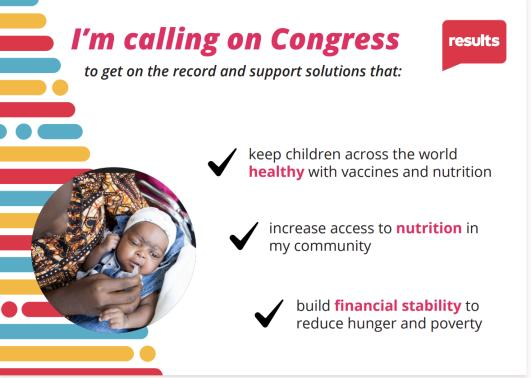 I'm calling on Congress
results
to get on the record and support solutions that:
keep children across the world
healthy with vaccines and nutrition
increase access to nutrition in
my community
build financial stability to
reduce hunger and poverty